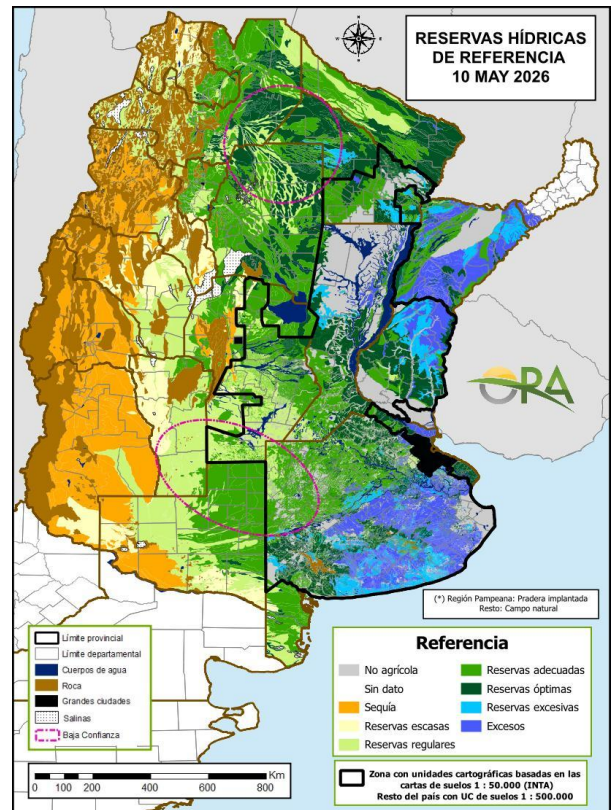 RESERVAS HÍDRICAS
DE REFERENCIA
10 MAY 2026
OPA
(*) Región Pampeana: Pradera implantada
Resto: Campo natural
Límite provincial
Límite departamental
Cuerpos de agua
Roca
Grandes ciudades
Salinas
Baja Confianza
Referencia
No agrícola
Sin dato
Sequía
Reservas escasas
Reservas regulares
Reservas adecuadas
Reservas óptimas
Reservas excesivas
Excesos
0 100 200 400 600 800 Km
Zona con unidades cartográficas basadas en las
cartas de suelos 1 : 50.000 (INTA)
Resto del país con UC de suelos 1 : 500.000